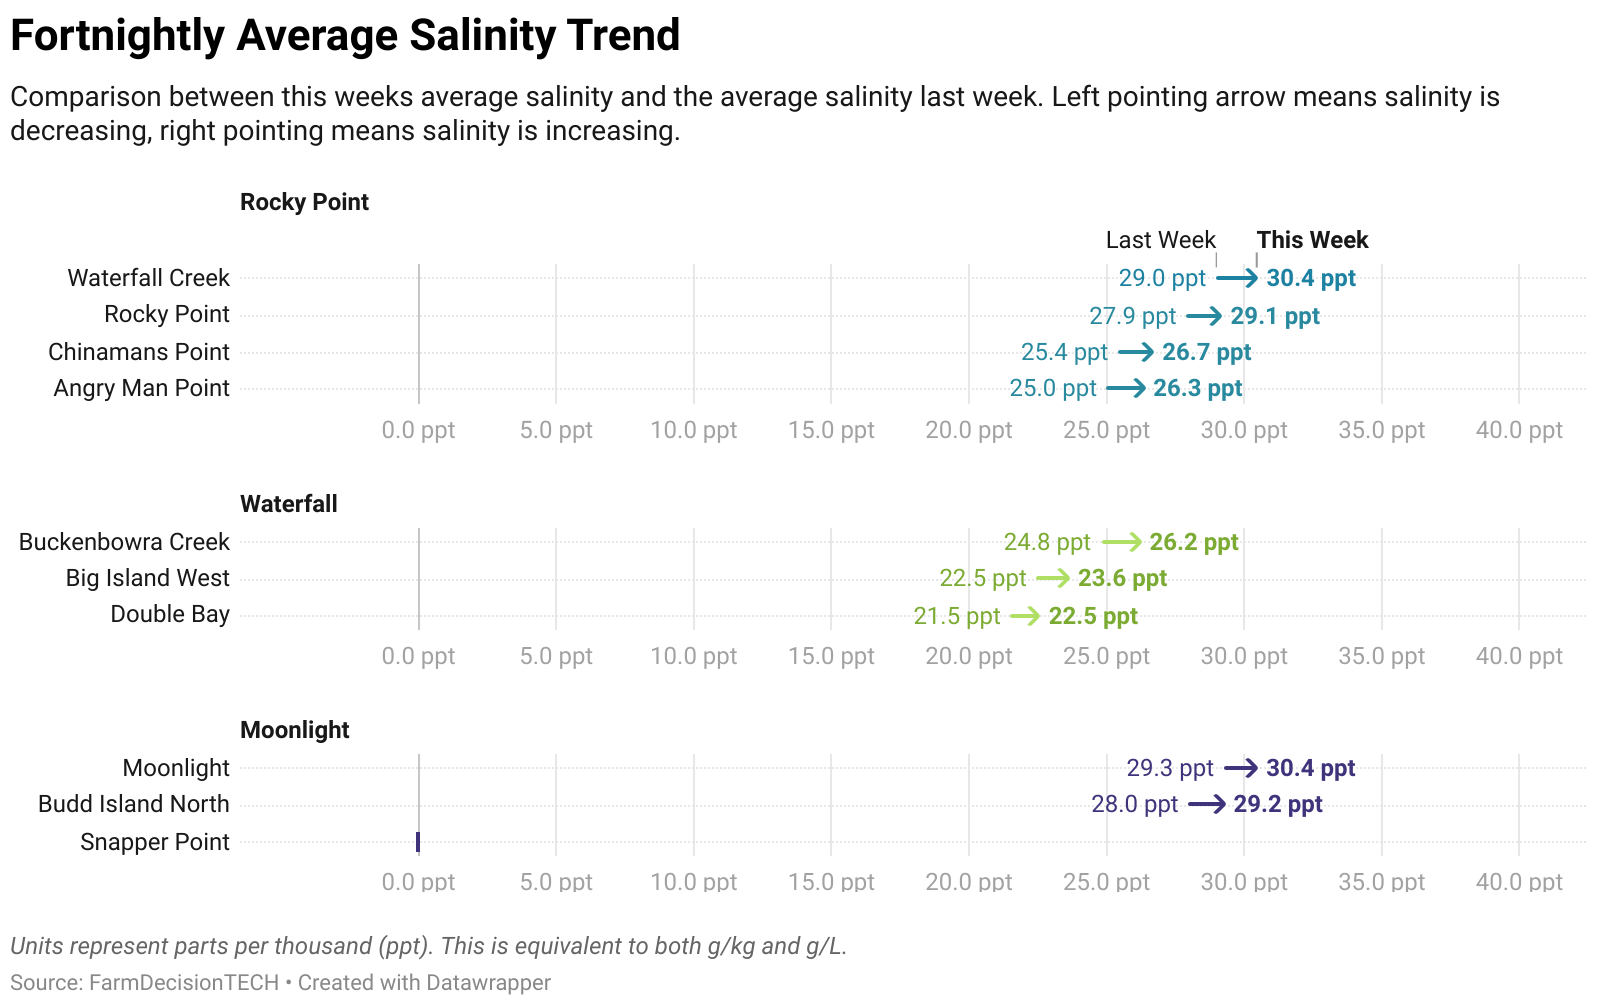 Fortnightly Average Salinity Trend
Comparison between this weeks average salinity and the average salinity last week. Left pointing arrow means salinity is
decreasing, right pointing means salinity is increasing.
Rocky Point
Last Week This Week
Waterfall Creek 29.0 ppt 30.4 ppt
Rocky Point 27.9 ppt 29.1 ppt
Chinamans Point 25.4 ppt 26.7 ppt
Angry Man Point 25.0 ppt 26.3 ppt
0.0 ppt 5.0 ppt 10.0 ppt 15.0 ppt 20.0 ppt 25.0 ppt 30.0 ppt 35.0 ppt 40.0 ppt
Waterfall
Buckenbowra Creek 24.8 ppt 26.2 ppt
Big Island West 22.5 ppt 23.6 ppt
Double Bay 21.5 ppt 22.5 ppt
0.0 ppt 5.0 ppt 10.0 ppt 15.0 ppt 20.0 ppt 25.0 ppt 30.0 ppt 35.0 ppt 40.0 ppt
Moonlight
Moonlight 29.3 ppt 30.4 ppt
Budd Island North 28.0 ppt 29.2 ppt
Snapper Point
0.0 ppt 5.0 ppt 10.0 ppt 15.0 ppt 20.0 ppt 25.0 ppt 30.0 ppt 35.0 ppt 40.0 ppt
Units represent parts per thousand (ppt). This is equivalent to both g/kg and g/L.
Source: FarmDecisionTECH • Created with Datawrapper